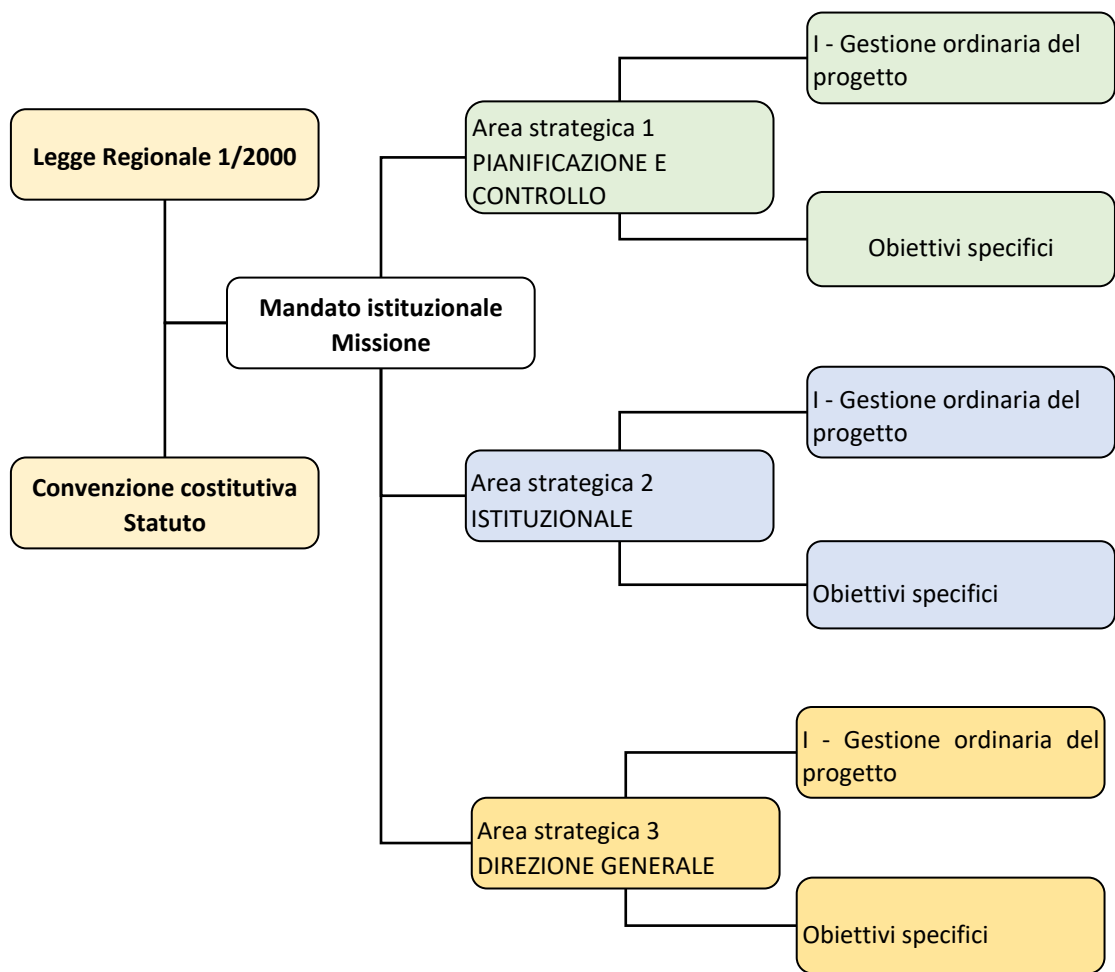 Legge Regionale 1/2000
Convenzione costitutiva
Statuto
Mandato istituzionale
Missione
Area strategica 1
PIANIFICAZIONE E
CONTROLLO
I - Gestione ordinaria del
progetto
Obiettivi specifici
Area strategica 2
ISTITUZIONALE
I - Gestione ordinaria del
progetto
Obiettivi specifici
Area strategica 3
DIREZIONE GENERALE
I - Gestione ordinaria del
progetto
Obiettivi specifici